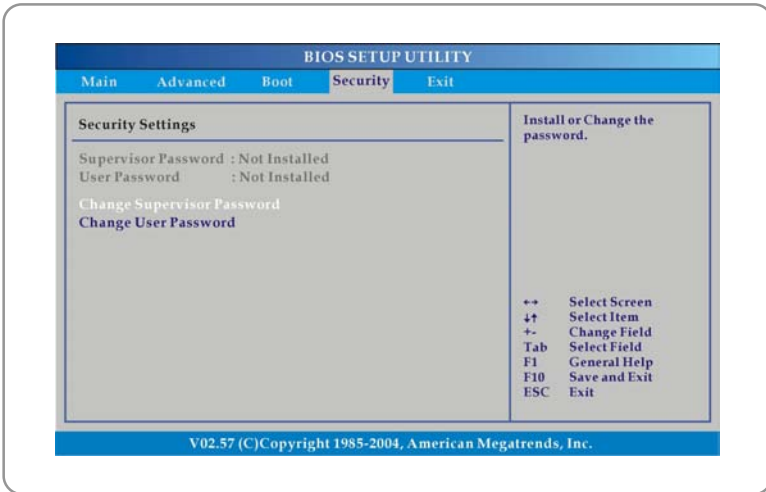 BIOS SETUP UTILITY
Main Advanced Boot Security Exit
Security Settings
Supervisor Password : Not Installed
User Password : Not Installed
Change Supervisor Password
Change User Password
Install or Change the
password.
↔ Select Screen
↓↑ Select Item
+- Change Field
Tab Select Field
F1 General Help
F10 Save and Exit
ESC Exit
V02.57 (C)Copyright 1985-2004, American Megatrends, Inc.